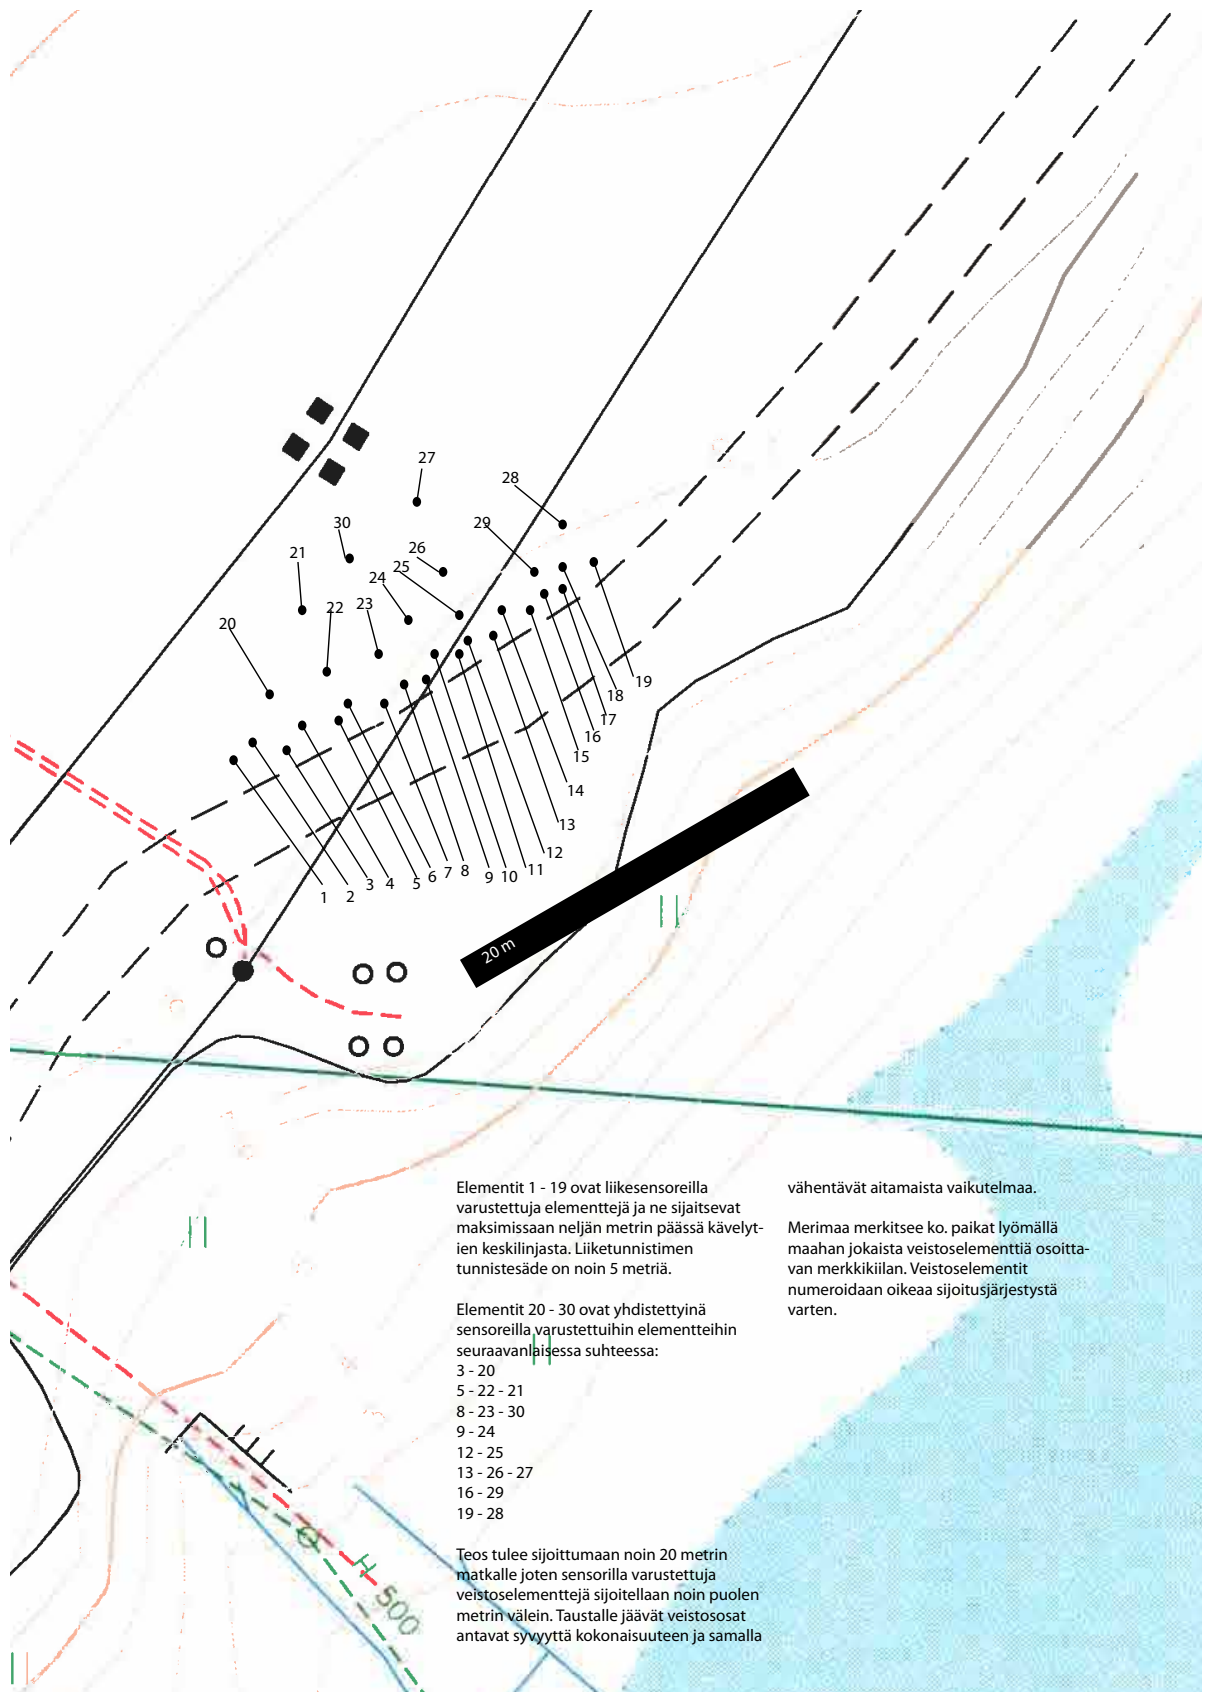 27
28
30
29
21
26
25
24
22
23
20
19
18
17
16
15
14
13
12
11
10
9
8
7
6
5
4
3
2
1
20 m
Elementit 1 - 19 ovat liikesensoreilla
varustettuja elementtejä ja ne sijaitsevat
maksimissaan neljän metrin päässä kävelyt-
ien keskilinjasta. Liiketunnistimen
tunnistesäde on noin 5 metriä.
Elementit 20 - 30 ovat yhdistettyinä
sensoreilla varustettuihin elementteihin
seuraavanlaisessa suhteessa:
3 - 20
5 - 22 - 21
8 - 23 - 30
9 - 24
12 - 25
13 - 26 - 27
16 - 29
19 - 28
Teos tulee sijoittumaan noin 20 metrin
matkalle joten sensorilla varustettuja
veistoselementtejä sijoitellaan noin puolen
metrin välein. Taustalle jäävät veistososat
antavat syvyyttä kokonaisuuteen ja samalla
vähentävät aitamaista vaikutelmaa.
Merimaa merkitsee ko. paikat lyömällä
maahan jokaista veistoselementtiä osoitta-
van merkkikiilan. Veistoselementit
numeroidaan oikeaa sijoitusjärjestystä
varten.
H 500